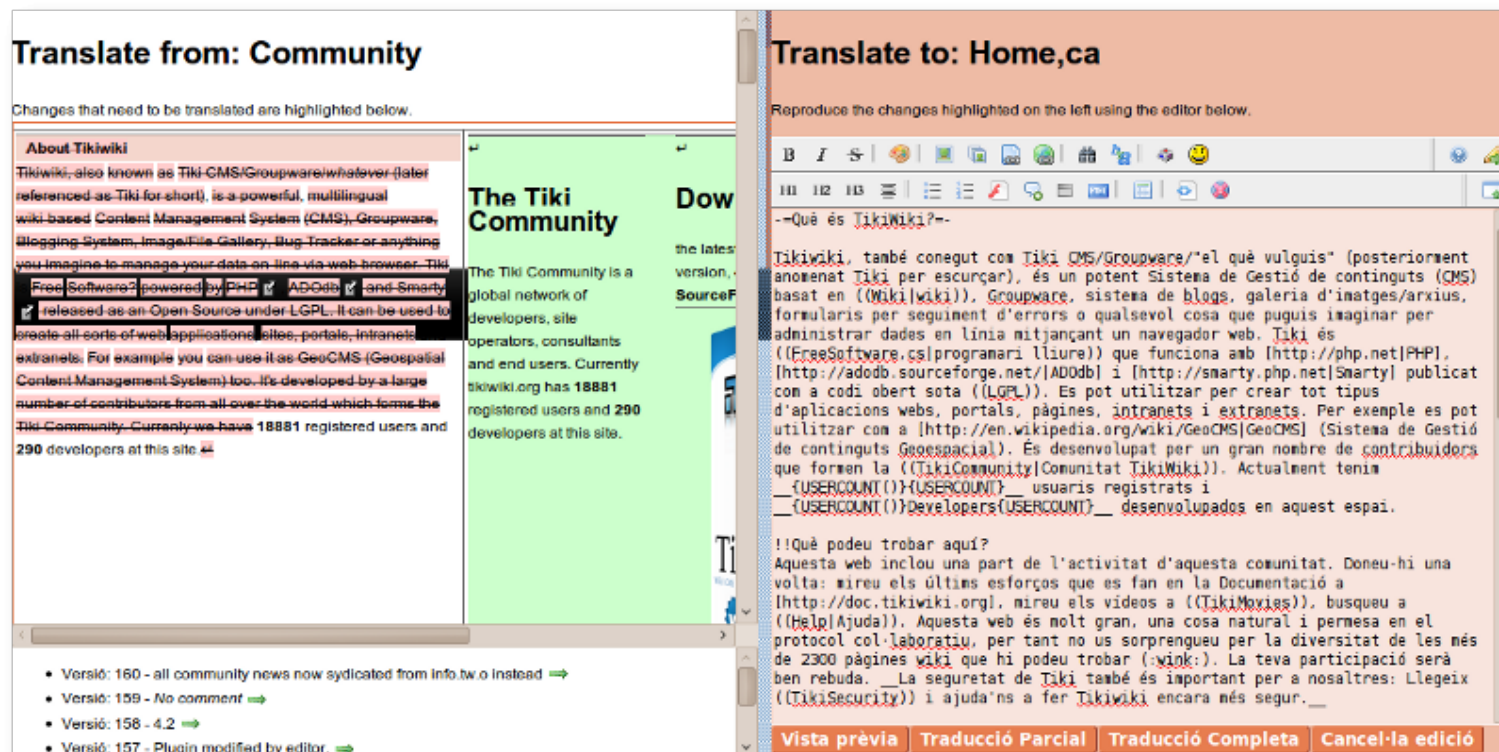 Translate from: Community
Changes that need to be translated are highlighted below.
About Tikiwiki
Tikiwiki, also known as Tiki CMS/Groupware/whatever (later
referenced as Tiki for short), is a powerful, multilingual
wiki based Content Management System (CMS), Groupware,
Blogging System, Image/File Gallery, Bug Tracker or anything
you imagine to manage your data on-line via web browser. Tiki
Free Software? powered by PHP ADOdb and Smarty
released as an Open Source under LGPL. It can be used to
create all sorts of web applications sites, portals, intranets
extranets. For example you can use it as GeoCMS (Geospatial
Content Management System) too. It's developed by a large
number of contributors from all over the world which forms the
Tiki Community. Currenly we have 18881 registered users and
290 developers at this site.
The Tiki
Community
The Tiki Community is a
global network of
developers, site
operators, consultants
and end users. Currently
tikiwiki.org has 18881
registered users and 290
developers at this site.
Dow
the lates
version,
SourceF
Ti
Versió: 160 - all community news now sydicated from info.tw.o instead
Versió: 159 - No comment
Versió: 158 - 4.2
Versió: 157 - Plugin modified by editor.
Translate to: Home,ca
Reproduce the changes highlighted on the left using the editor below.
B I S
H1 H2 H3
-=Què és TikiWiki?=-
Tikiwiki, també conegut com Tiki CMS/Groupware/"el què vulguis" (posteriorment
anomenat Tiki per escurçar), és un potent Sistema de Gestió de continguts (CMS)
basat en ((Wiki|wiki)), Groupware, sistema de blogs, galeria d'imatges/arxius,
formularis per seguiment d'errors o qualsevol cosa que puguis imaginar per
administrar dades en línia mitjançant un navegador web. Tiki és
((FreeSoftware.cs|programari lliure)) que funciona amb [http://php.net|PHP],
[http://adodb.sourceforge.net/|ADOdb] i [http://smarty.php.net|Smarty] publicat
com a codi obert sota ((LGPL)). Es pot utilitzar per crear tot tipus
d'aplicacions webs, portals, pàgines, intranets i extranets. Per exemple es pot
utilitzar com a [http://en.wikipedia.org/wiki/GeoCMS|GeoCMS] (Sistema de Gestió
de continguts Geoespacial). És desenvolupat per un gran nombre de contribuidors
que formen la ((TikiCommunity|Comunitat TikiWiki)). Actualment tenim
__{USERCOUNT()}{USERCOUNT}__ usuaris registrats i
__{USERCOUNT()}Developers{USERCOUNT}__ desenvolupados en aquest espai.
!!Què podeu trobar aquí?
Aquesta web inclou una part de l'activitat d'aquesta comunitat. Doneu-hi una
volta: mireu els últims esforços que es fan en la Documentació a
[http://doc.tikiwiki.org], mireu els vídeos a ((TikiMovies)), busqueu a
((Help|Ajuda)). Aquesta web és molt gran, una cosa natural i permesa en el
protocol col·laboratiu, per tant no us sorprengueu per la diversitat de les més
de 2300 pàgines wiki que hi podeu trobar (:wink:). La teva participació serà
ben rebuda. __La seguretat de Tiki també és important per a nosaltres: Llegeix
((TikiSecurity)) i ajuda'ns a fer Tikiwiki encara més segur.__
Vista prèvia Traducció Parcial Traducció Completa Cancel·la edició